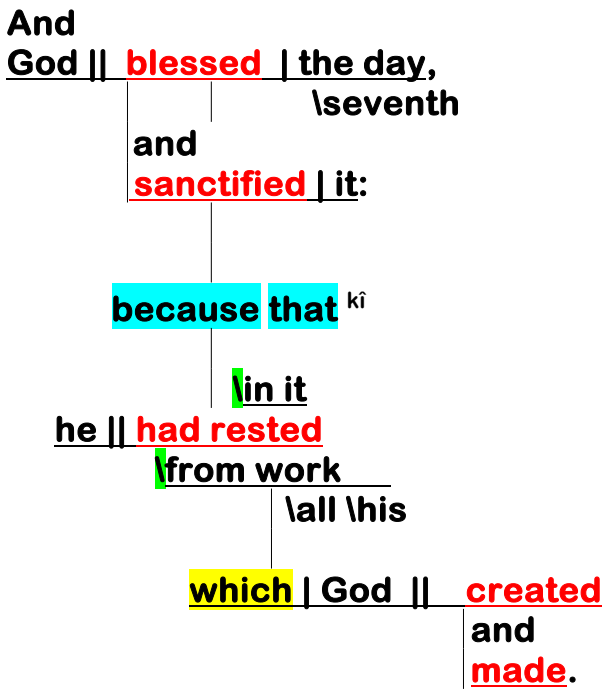 And
God || blessed | the day,
\seventh
and
sanctified | it:
because that kî
\in it
he || had rested
\from work
\all \his
which | God || created
and
made.